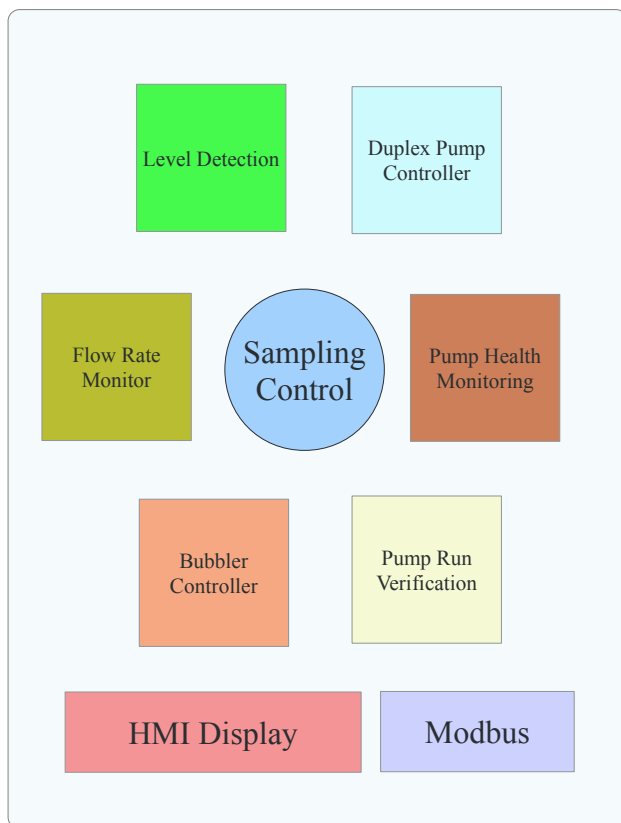 Level Detection
Duplex Pump
Controller
Flow Rate
Monitor
Sampling
Control
Pump Health
Monitoring
Bubbler
Controller
Pump Run
Verification
HMI Display
Modbus